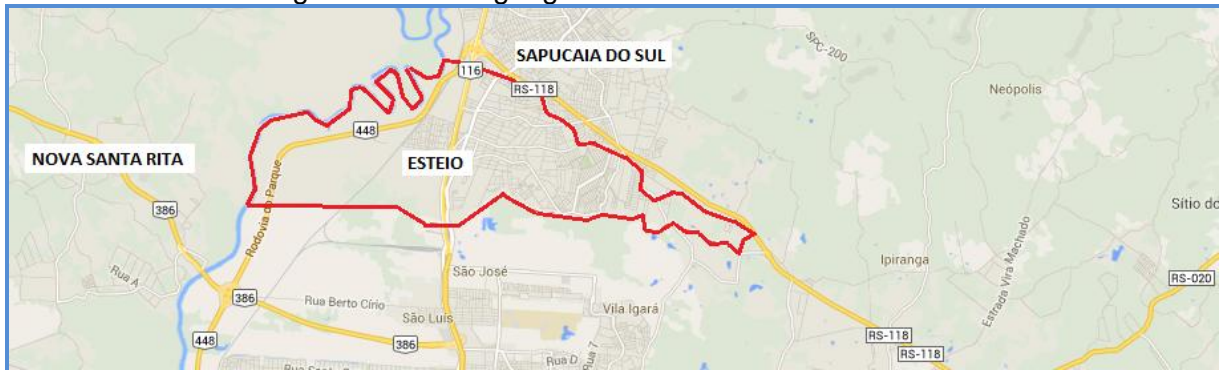 SAPUCAIA DO SUL
116
RS-118
SPC-200
Neópolis
448
NOVA SANTA RITA
ESTEIO
386
Rodovia do Parque
Sítio do
Estrada Vira Machado
Ipiranga
São José
RS-020
Rua A
386
Rua Berto Círio
Vila Igará
São Luis
448
386
Rua D
Rua 7
RS-118
RS-118